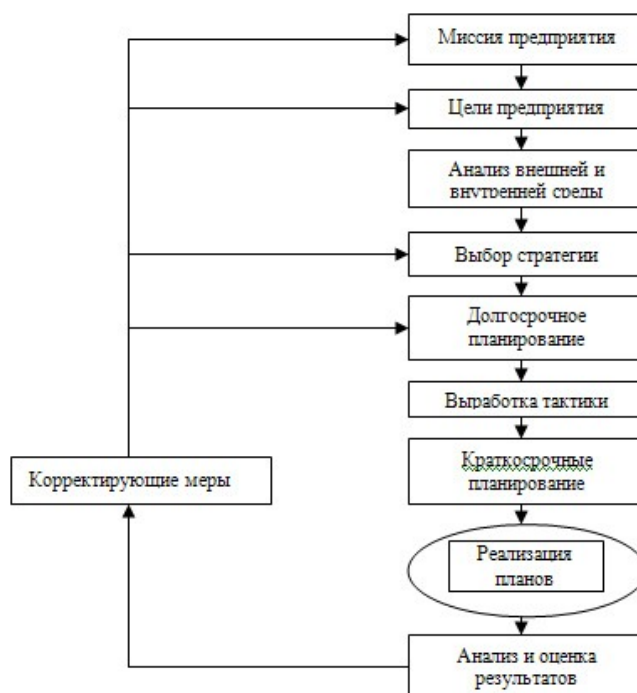 Миссия предприятия
Цели предприятия
Анализ внешней и
внутренней среды
Выбор стратегии
Долгосрочное
планирование
Выработка тактики
Краткосрочные
планирование
Корректирующие меры
Реализация
планов
Анализ и оценка
результатов